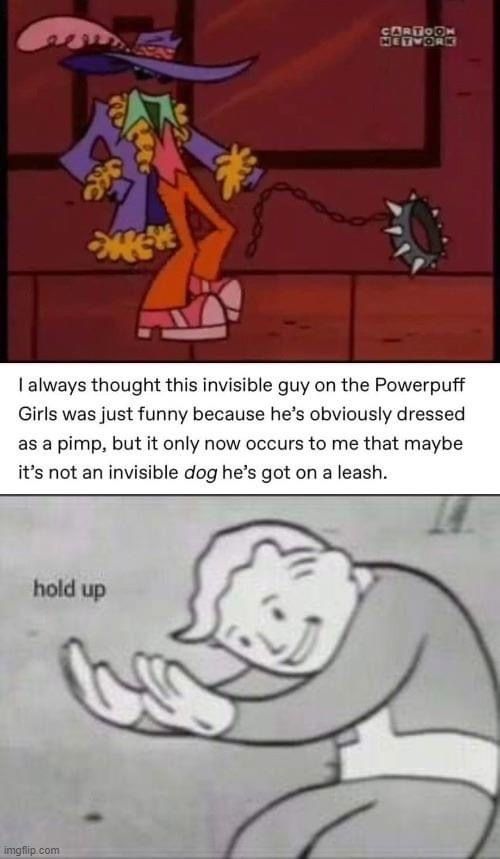 CARTOON
NETWORK
I always thought this invisible guy on the Powerpuff
Girls was just funny because he's obviously dressed
as a pimp, but it only now occurs to me that maybe
it's not an invisible dog he's got on a leash.
hold up
imgflip.com